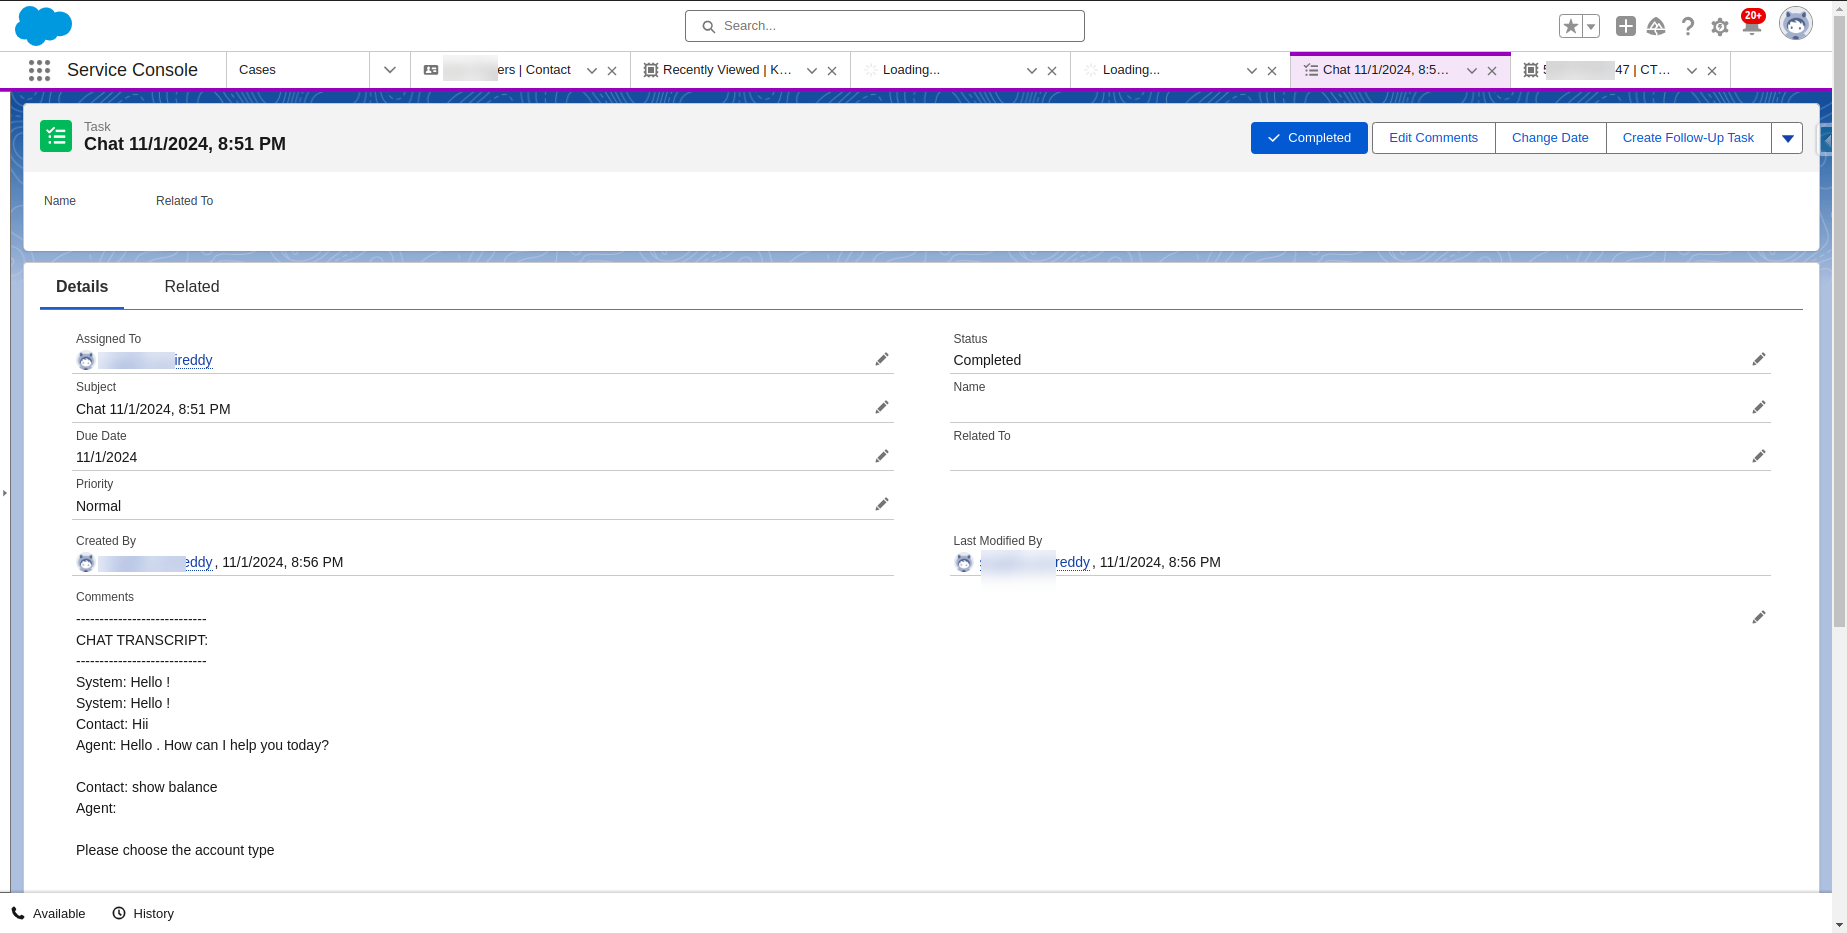 Search...
20+
Service Console
Cases
ers | Contact
Recently Viewed | K...
Loading...
Loading...
Chat 11/1/2024, 8:5...
47 | CT...
Task
Chat 11/1/2024, 8:51 PM
Completed
Edit Comments
Change Date
Create Follow-Up Task
Name
Related To
Details
Related
Assigned To
ireddy
Status
Completed
Subject
Chat 11/1/2024, 8:51 PM
Name
Due Date
11/1/2024
Related To
Priority
Normal
Created By
eddy, 11/1/2024, 8:56 PM
Last Modified By
reddy, 11/1/2024, 8:56 PM
Comments
----------------------------
CHAT TRANSCRIPT:
----------------------------
System: Hello !
System: Hello !
Contact: Hii
Agent: Hello . How can I help you today?
Contact: show balance
Agent:
Please choose the account type
Available
History